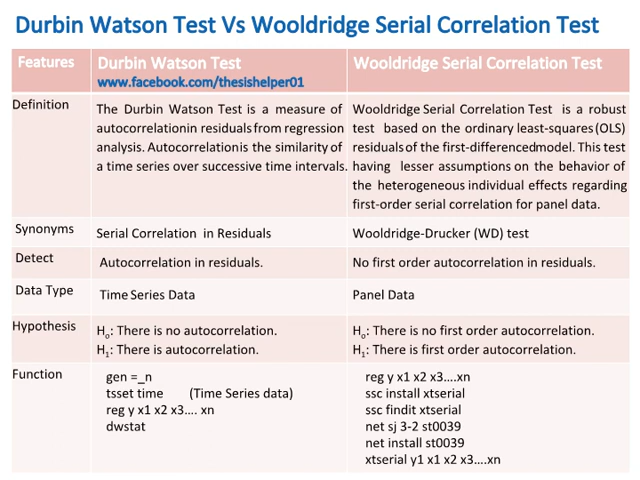 Durbin Watson Test Vs Wooldridge Serial Correlation Test
Features
Durbin Watson Test
www.facebook.com/thesishelper01
Wooldridge Serial Correlation Test
Definition
The Durbin Watson Test is a measure of
autocorrelationin residuals from regression
analysis. Autocorrelation is the similarity of
a time series over successive time intervals.
Wooldridge Serial Correlation Test is a robust
test based on the ordinary least-squares (OLS)
residuals of the first-differenced model. This test
having lesser assumptions on the behavior of
the heterogeneous individual effects regarding
first-order serial correlation for panel data.
Synonyms
Serial Correlation in Residuals
Wooldridge-Drucker (WD) test
Detect
Autocorrelation in residuals.
No first order autocorrelation in residuals.
Data Type
Time Series Data
Panel Data
Hypothesis
Ho: There is no autocorrelation.
H1: There is autocorrelation.
Ho: There is no first order autocorrelation.
H1: There is first order autocorrelation.
Function
gen =_n
tsset time (Time Series data)
reg y x1 x2 x3.... xn
dwstat
reg y x1 x2 x3....xn
ssc install xtserial
ssc findit xtserial
net sj 3-2 st0039
net install st0039
xtserial y1 x1 x2 x3....xn